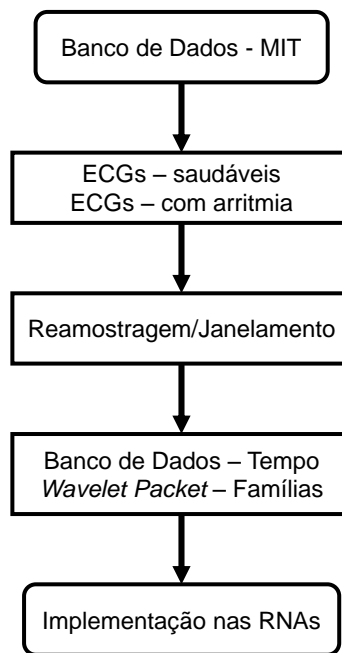 Banco de Dados - MIT
ECGs – saudáveis
ECGs – com arritmia
Reamostragem/Janelamento
Banco de Dados – Tempo
Wavelet Packet – Famílias
Implementação nas RNAs